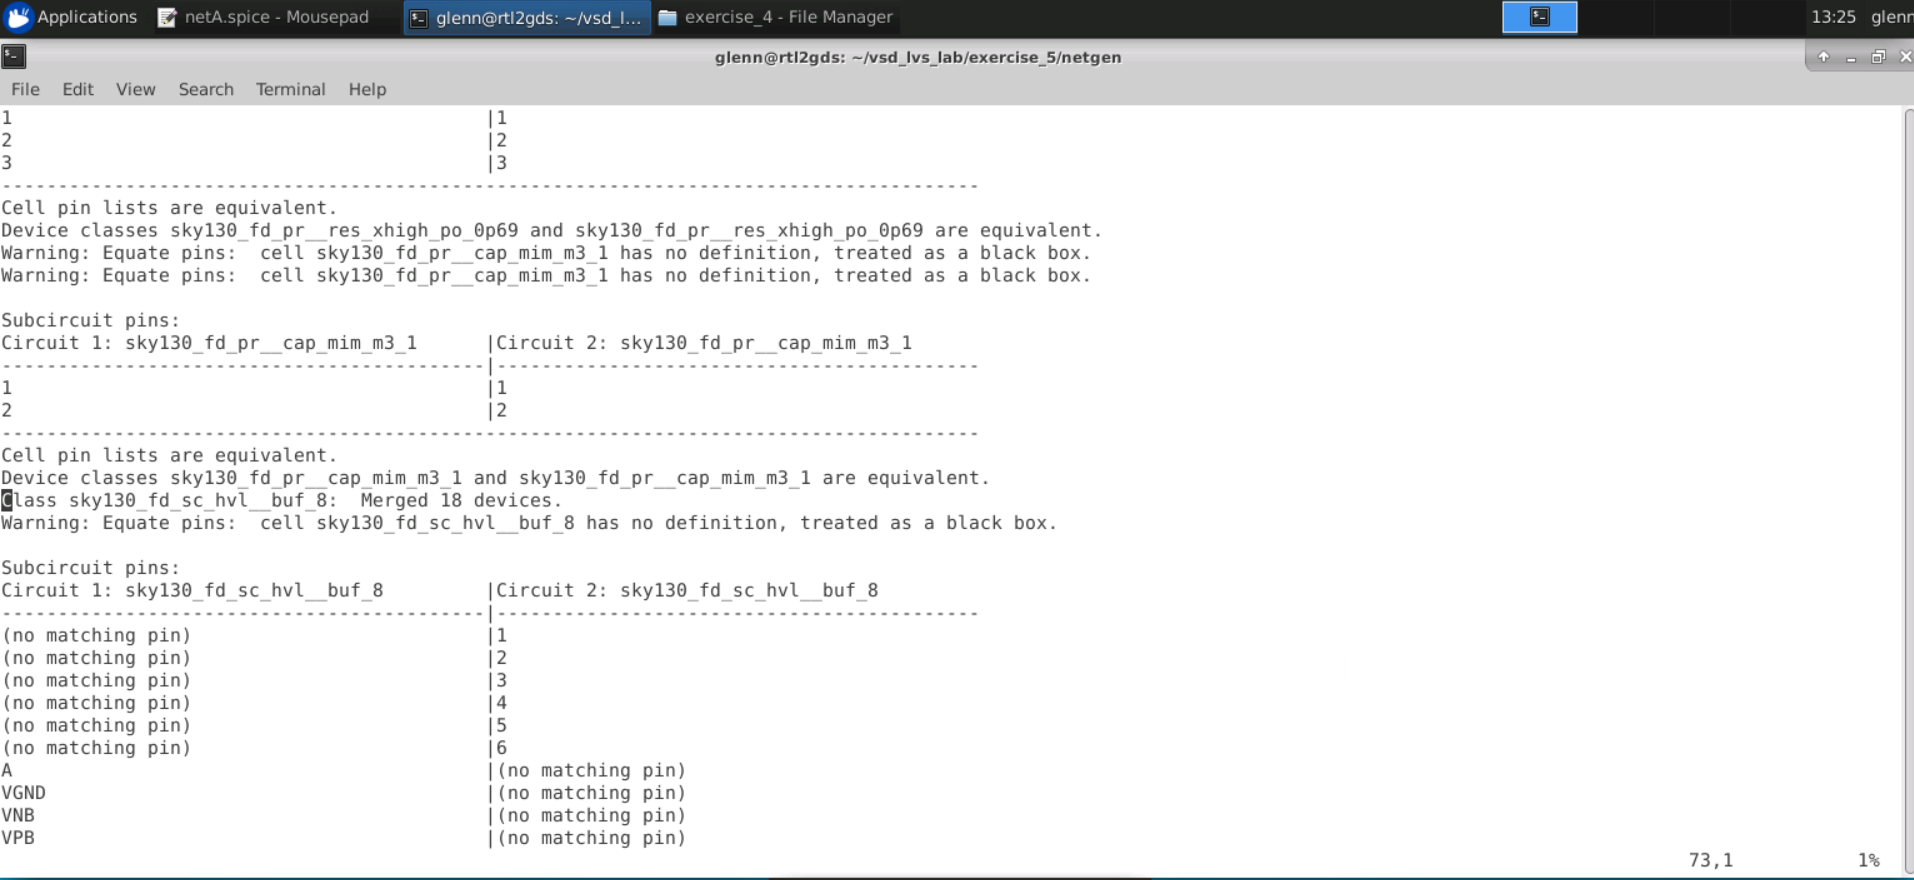 Applications netA.spice - Mousepad glenn@rtl2gds: ~/vsd_l... exercise_4 - File Manager 13:25 glenn
glenn@rtl2gds: ~/vsd_lvs_lab/exercise_5/netgen
File Edit View Search Terminal Help
1 |1
2 |2
3 |3
---------------------------------------------------------------------------------------
Cell pin lists are equivalent.
Device classes sky130_fd_pr__res_xhigh_po_0p69 and sky130_fd_pr__res_xhigh_po_0p69 are equivalent.
Warning: Equate pins:  cell sky130_fd_pr__cap_mim_m3_1 has no definition, treated as a black box.
Warning: Equate pins:  cell sky130_fd_pr__cap_mim_m3_1 has no definition, treated as a black box.
Subcircuit pins:
Circuit 1: sky130_fd_pr__cap_mim_m3_1 |Circuit 2: sky130_fd_pr__cap_mim_m3_1
-------------------------------------------|-------------------------------------------
1 |1
2 |2
---------------------------------------------------------------------------------------
Cell pin lists are equivalent.
Device classes sky130_fd_pr__cap_mim_m3_1 and sky130_fd_pr__cap_mim_m3_1 are equivalent.
Class sky130_fd_sc_hvl__buf_8:  Merged 18 devices.
Warning: Equate pins:  cell sky130_fd_sc_hvl__buf_8 has no definition, treated as a black box.
Subcircuit pins:
Circuit 1: sky130_fd_sc_hvl__buf_8 |Circuit 2: sky130_fd_sc_hvl__buf_8
-------------------------------------------|-------------------------------------------
(no matching pin) |1
(no matching pin) |2
(no matching pin) |3
(no matching pin) |4
(no matching pin) |5
(no matching pin) |6
A |(no matching pin)
VGND |(no matching pin)
VNB |(no matching pin)
VPB |(no matching pin)
73,1 1%